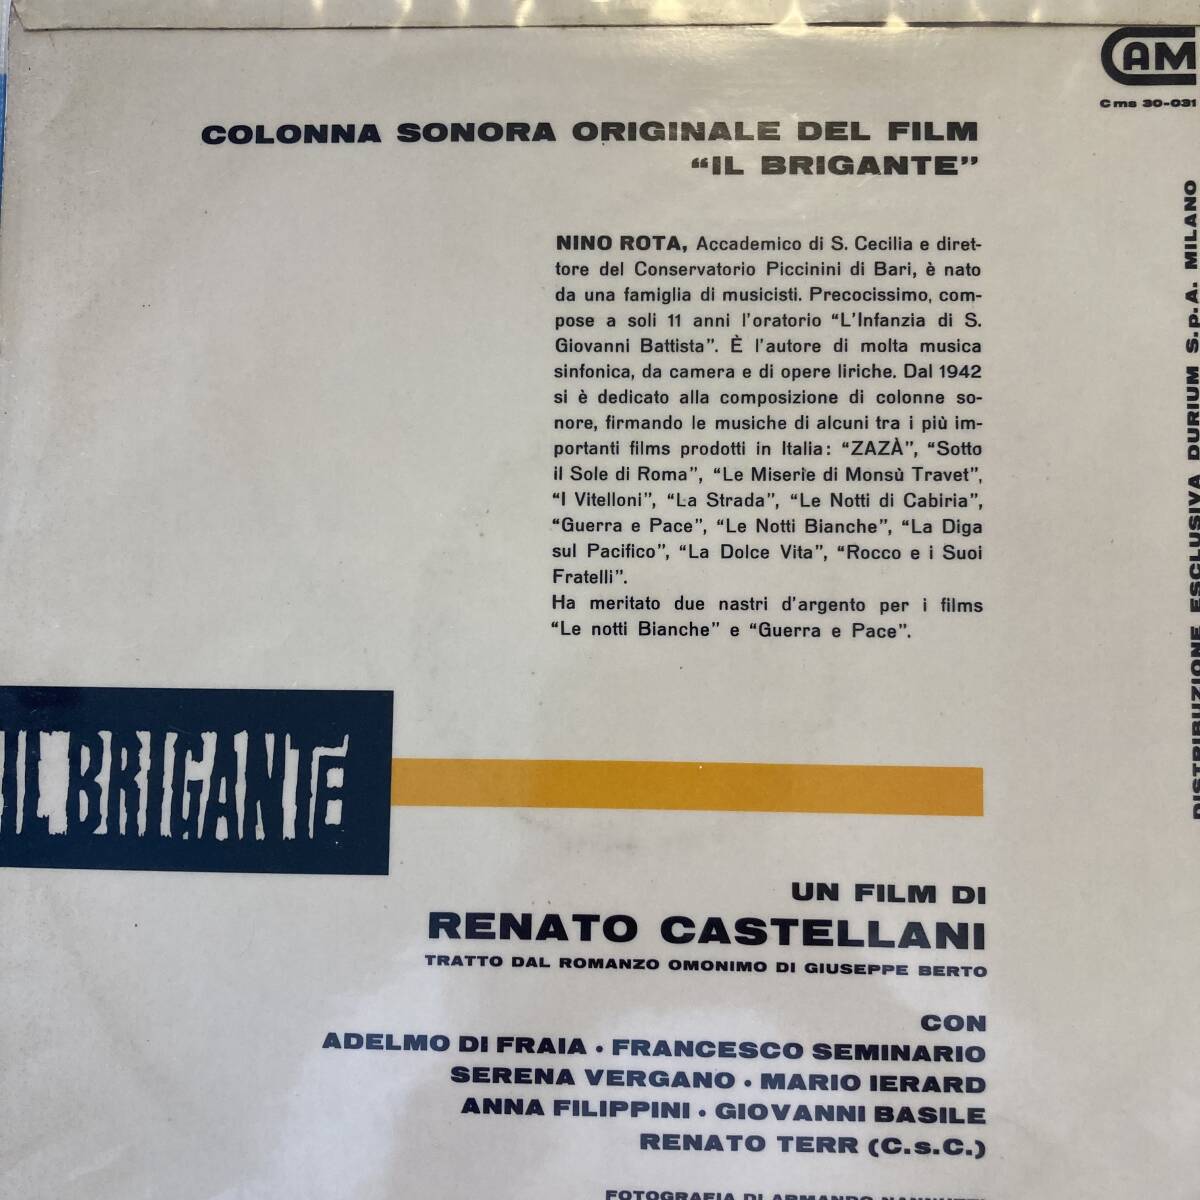 CAM
Cms 30-031
COLONNA SONORA ORIGINALE DEL FILM
“IL BRIGANTE”
NINO ROTA, Accademico di S. Cecilia e diret-
tore del Conservatorio Piccinini di Bari, è nato
da una famiglia di musicisti. Precocissimo, com-
pose a soli 11 anni l'oratorio “L'Infanzia di S.
Giovanni Battista”. È l'autore di molta musica
sinfonica, da camera e di opere liriche. Dal 1942
si è dedicato alla composizione di colonne so-
nore, firmando le musiche di alcuni tra i più im-
portanti films prodotti in Italia: “ZAZÀ”, “Sotto
il Sole di Roma”, “Le Miserie di Monsù Travet”,
“I Vitelloni”, “La Strada”, “Le Notti di Cabiria”,
“Guerra e Pace”, “Le Notti Bianche”, “La Diga
sul Pacifico”, “La Dolce Vita”, “Rocco e i Suoi
Fratelli”.
Ha meritato due nastri d'argento per i films
“Le notti Bianche” e “Guerra e Pace”.
IL BRIGANTE
UN FILM DI
RENATO CASTELLANI
TRATTO DAL ROMANZO OMONIMO DI GIUSEPPE BERTO
CON
ADELMO DI FRAIA • FRANCESCO SEMINARIO
SERENA VERGANO • MARIO IERARD
ANNA FILIPPINI • GIOVANNI BASILE
RENATO TERR (C.s.C.)
FOTOGRAFIA DI ARMANDO NANNUZZI
DISTRIBUZIONE ESCLUSIVA DURIUM S.p.A. MILANO